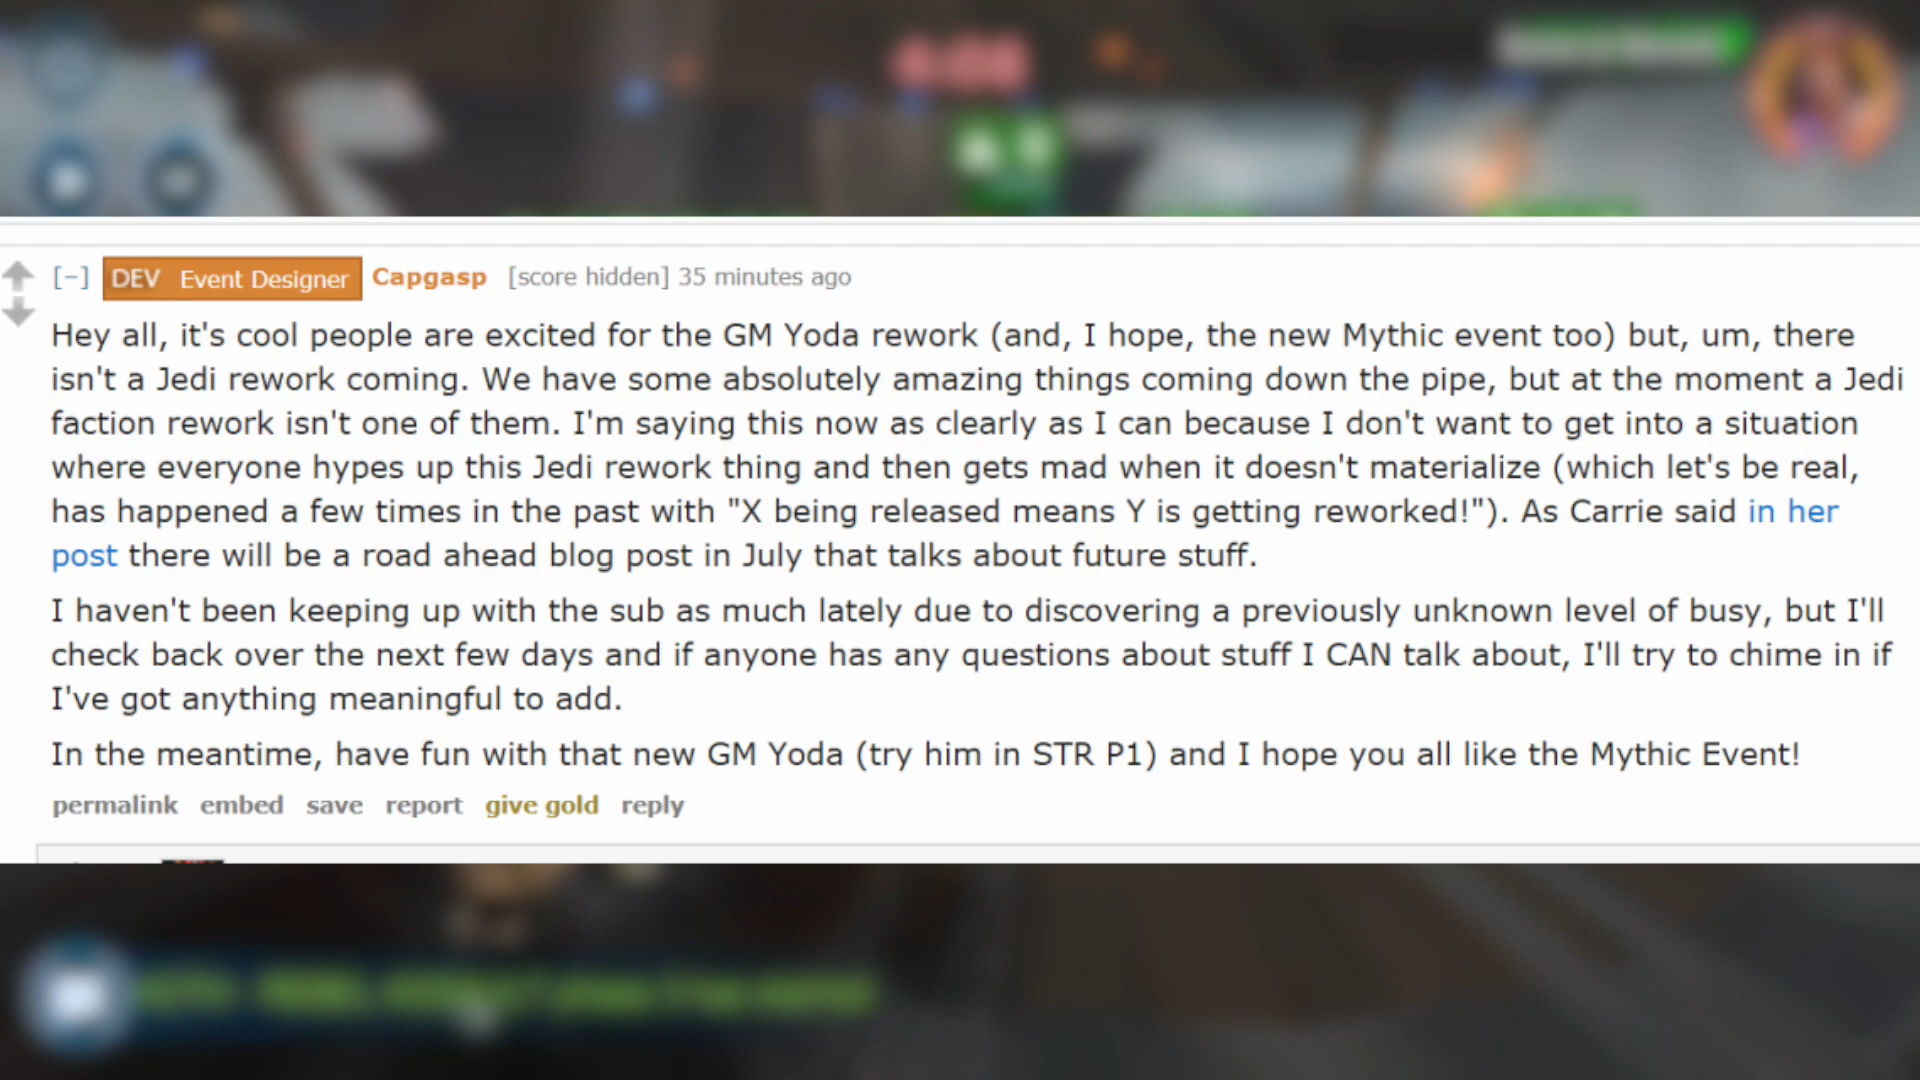 [−] DEV Event Designer Capgasp [score hidden] 35 minutes ago
Hey all, it's cool people are excited for the GM Yoda rework (and, I hope, the new Mythic event too) but, um, there
isn't a Jedi rework coming. We have some absolutely amazing things coming down the pipe, but at the moment a Jedi
faction rework isn't one of them. I'm saying this now as clearly as I can because I don't want to get into a situation
where everyone hypes up this Jedi rework thing and then gets mad when it doesn't materialize (which let's be real,
has happened a few times in the past with "X being released means Y is getting reworked!"). As Carrie said in her
post there will be a road ahead blog post in July that talks about future stuff.
I haven't been keeping up with the sub as much lately due to discovering a previously unknown level of busy, but I'll
check back over the next few days and if anyone has any questions about stuff I CAN talk about, I'll try to chime in if
I've got anything meaningful to add.
In the meantime, have fun with that new GM Yoda (try him in STR P1) and I hope you all like the Mythic Event!
permalink embed save report give gold reply